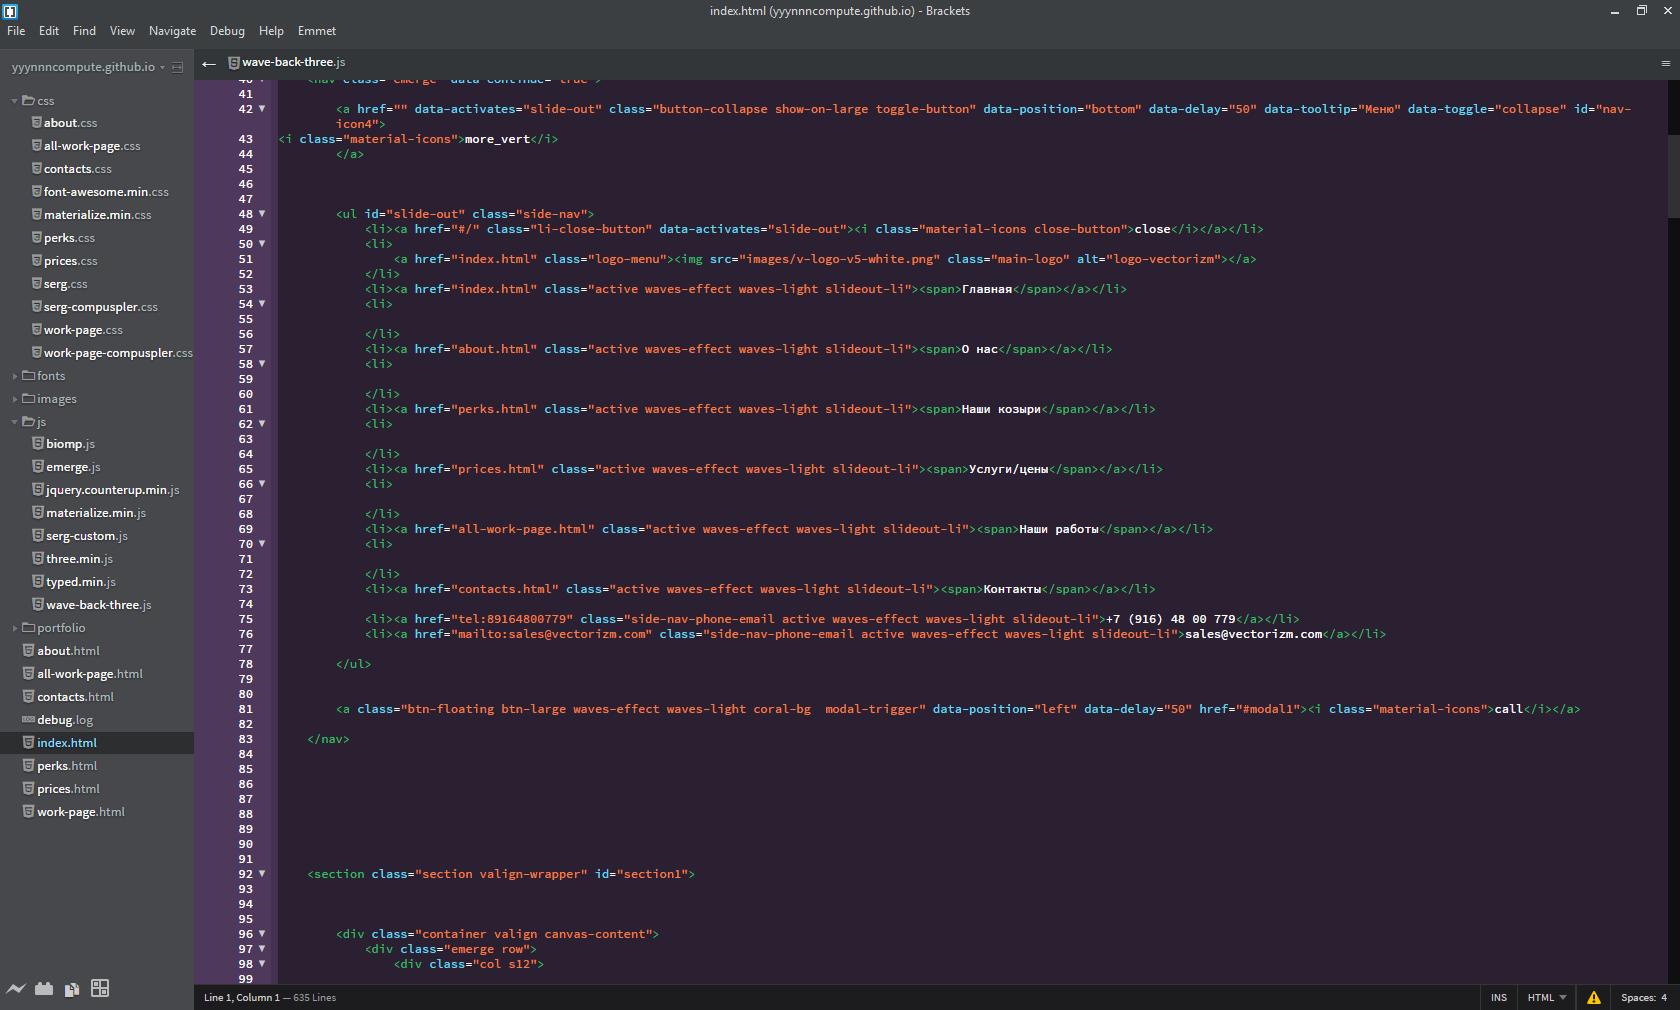 index.html (yyynnncompute.github.io) - Brackets
File Edit Find View Navigate Debug Help Emmet
yyynnncompute.github.io
css
about.css
all-work-page.css
contacts.css
font-awesome.min.css
materialize.min.css
perks.css
prices.css
serg.css
serg-compuspler.css
work-page.css
work-page-compuspler.css
fonts
images
js
biomp.js
emerge.js
jquery.counterup.min.js
materialize.min.js
serg-custom.js
three.min.js
typed.min.js
wave-back-three.js
portfolio
about.html
all-work-page.html
contacts.html
debug.log
index.html
perks.html
prices.html
work-page.html
wave-back-three.js
40 <nav class="emerge" data-continue="true">
41
42 <a href="" data-activates="slide-out" class="button-collapse show-on-large toggle-button" data-position="bottom" data-delay="50" data-tooltip="Меню" data-toggle="collapse" id="nav-
icon4">
43 <i class="material-icons">more_vert</i>
44 </a>
45
46
47
48 <ul id="slide-out" class="side-nav">
49 <li><a href="#/" class="li-close-button" data-activates="slide-out"><i class="material-icons close-button">close</i></a></li>
50 <li>
51 <a href="index.html" class="logo-menu"><img src="images/v-logo-v5-white.png" class="main-logo" alt="logo-vectorizm"></a>
52 </li>
53 <li><a href="index.html" class="active waves-effect waves-light slideout-li"><span>Главная</span></a></li>
54 <li>
55
56 </li>
57 <li><a href="about.html" class="active waves-effect waves-light slideout-li"><span>О нас</span></a></li>
58 <li>
59
60 </li>
61 <li><a href="perks.html" class="active waves-effect waves-light slideout-li"><span>Наши козыри</span></a></li>
62 <li>
63
64 </li>
65 <li><a href="prices.html" class="active waves-effect waves-light slideout-li"><span>Услуги/цены</span></a></li>
66 <li>
67
68 </li>
69 <li><a href="all-work-page.html" class="active waves-effect waves-light slideout-li"><span>Наши работы</span></a></li>
70 <li>
71
72 </li>
73 <li><a href="contacts.html" class="active waves-effect waves-light slideout-li"><span>Контакты</span></a></li>
74
75 <li><a href="tel:89164800779" class="side-nav-phone-email active waves-effect waves-light slideout-li">+7 (916) 48 00 779</a></li>
76 <li><a href="mailto:sales@vectorizm.com" class="side-nav-phone-email active waves-effect waves-light slideout-li">sales@vectorizm.com</a></li>
77
78 </ul>
79
80
81 <a class="btn-floating btn-large waves-effect waves-light coral-bg  modal-trigger" data-position="left" data-delay="50" href="#modal1"><i class="material-icons">call</i></a>
82
83 </nav>
84
85
86
87
88
89
90
91
92 <section class="section valign-wrapper" id="section1">
93
94
95
96 <div class="container valign canvas-content">
97 <div class="emerge row">
98 <div class="col s12">
99
Line 1, Column 1 — 635 Lines
INS HTML Spaces: 4